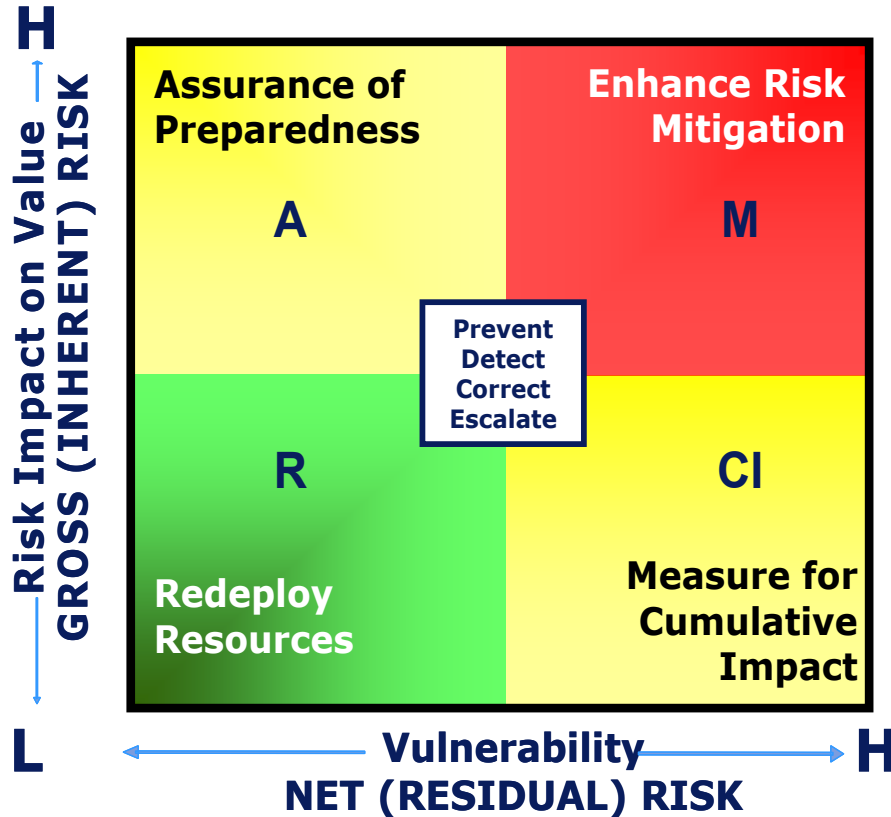 H
Risk Impact on Value
GROSS (INHERENT) RISK
Assurance of
Preparedness
A
Enhance Risk
Mitigation
M
Prevent
Detect
Correct
Escalate
R
Redeploy
Resources
CI
Measure for
Cumulative
Impact
L
Vulnerability
H
NET (RESIDUAL) RISK